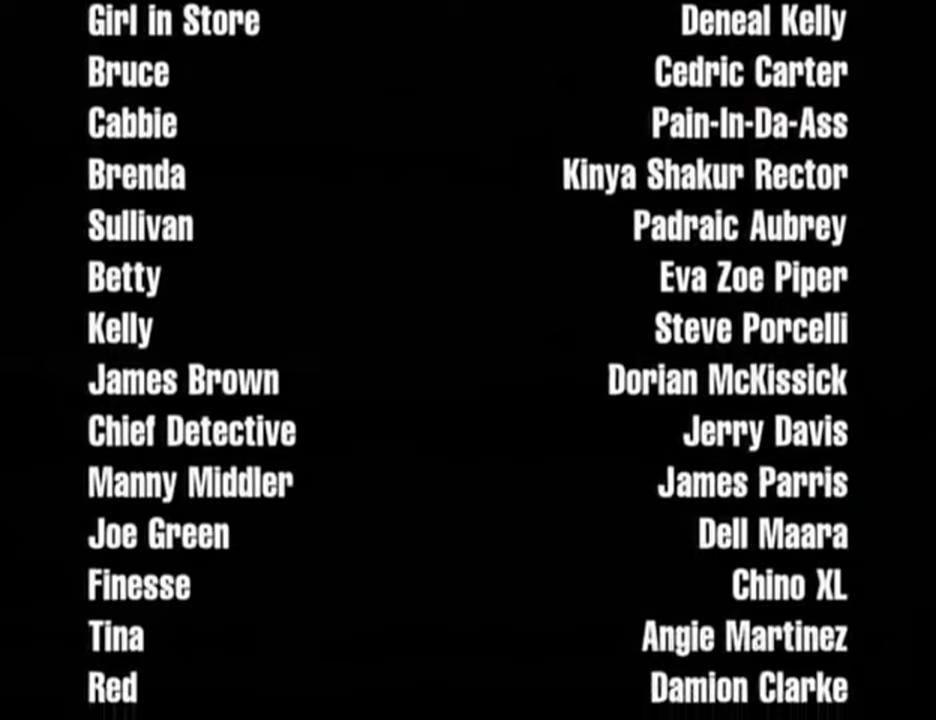 Girl in Store Deneal Kelly
Bruce Cedric Carter
Cabbie Pain-In-Da-Ass
Brenda Kinya Shakur Rector
Sullivan Padraic Aubrey
Betty Eva Zoe Piper
Kelly Steve Porcelli
James Brown Dorian McKissick
Chief Detective Jerry Davis
Manny Middler James Parris
Joe Green Dell Maara
Finesse Chino XL
Tina Angie Martinez
Red Damion Clarke